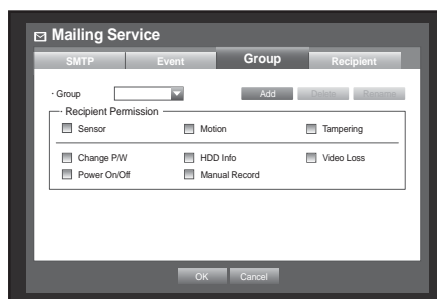 Mailing Service
SMTP Event Group Recipient
· Group Add Delete Rename
· Recipient Permission
Sensor Motion Tampering
Change P/W HDD Info Video Loss
Power On/Off Manual Record
OK Cancel